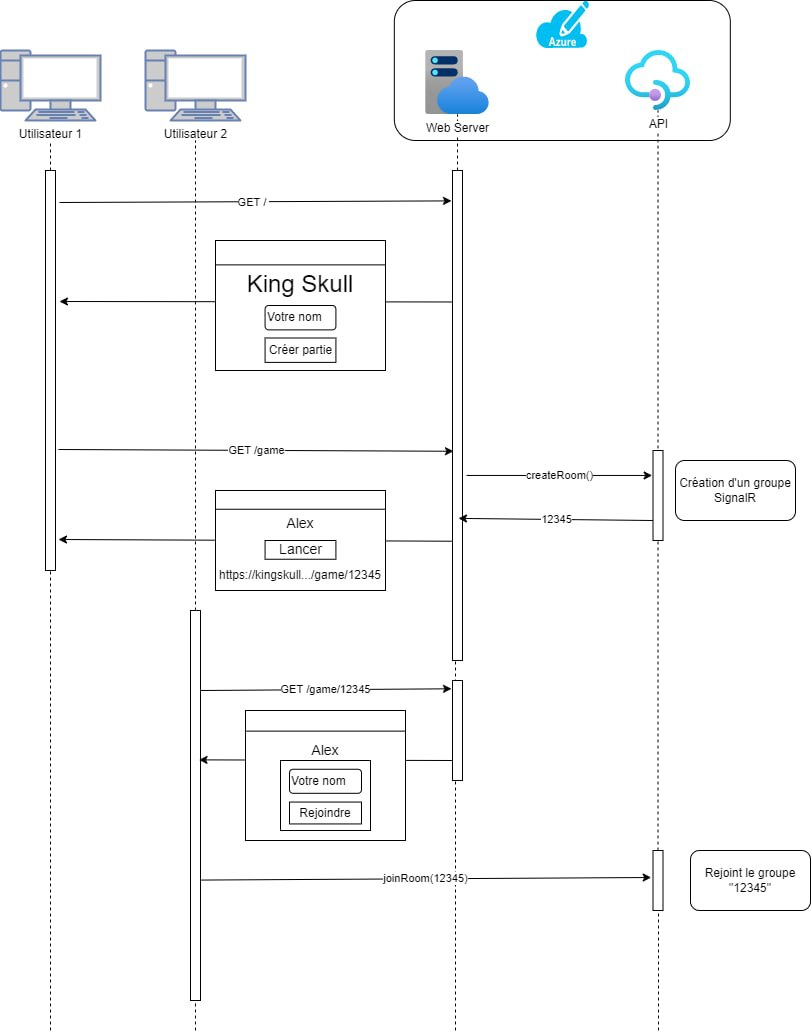 Azure
Utilisateur 1
Utilisateur 2
Web Server
API
GET /
King Skull
Votre nom
Créer partie
GET /game
createRoom()
Création d'un groupe
SignalR
12345
Alex
Lancer
https://kingskull.../game/12345
GET /game/12345
Alex
Votre nom
Rejoindre
joinRoom(12345)
Rejoint le groupe
"12345"